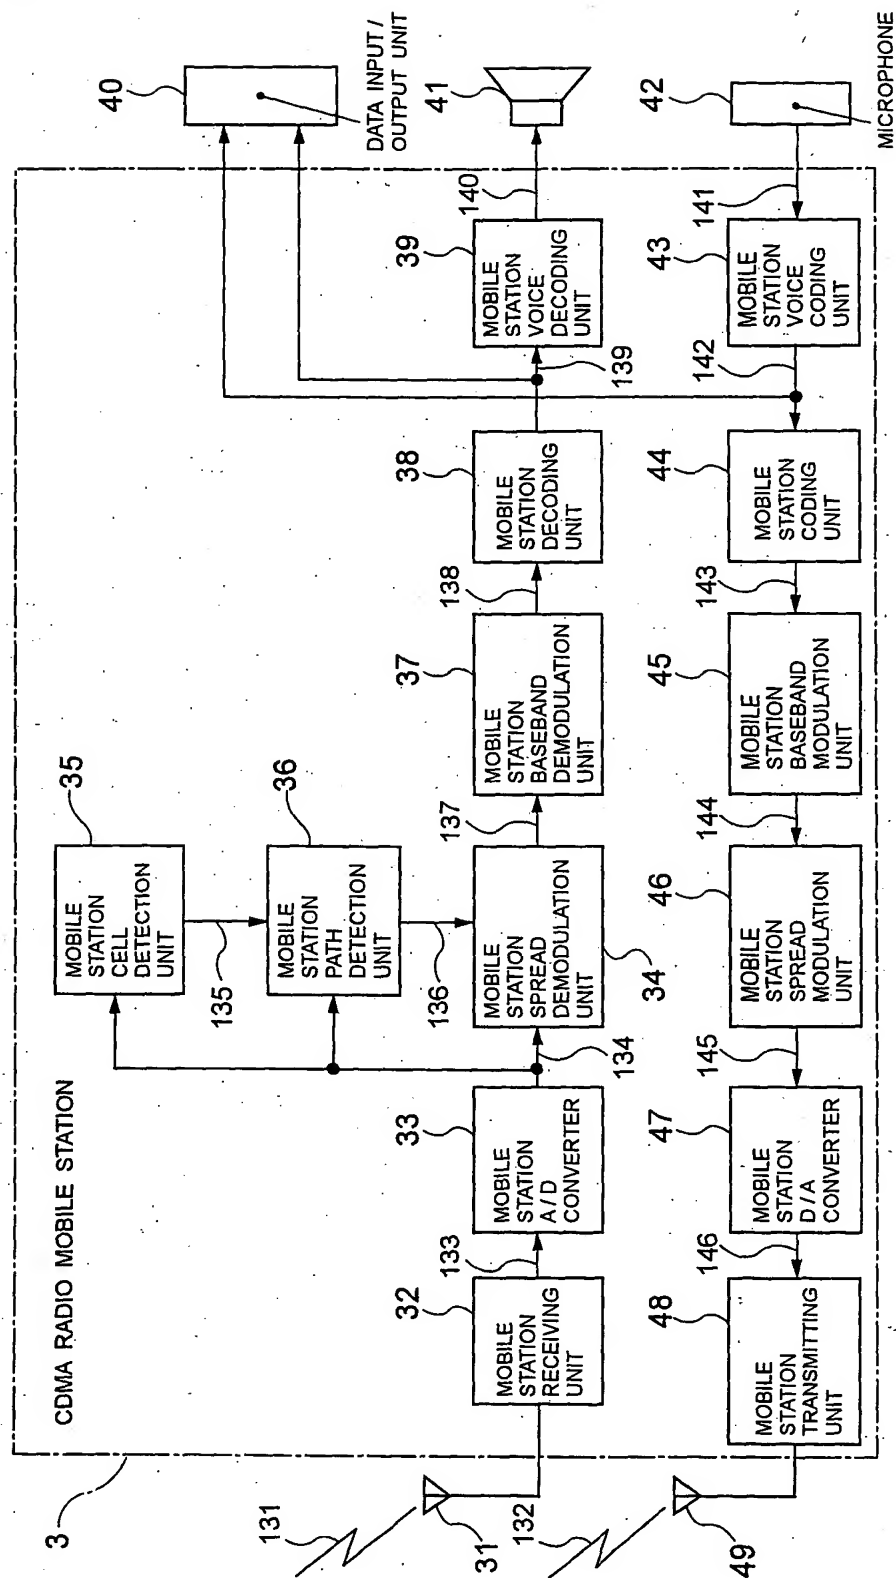 CDMA RADIO MOBILE STATION
3
35
MOBILE
STATION
CELL
DETECTION
UNIT
135
36
MOBILE
STATION
PATH
DETECTION
UNIT
136
40
DATA INPUT /
OUTPUT UNIT
131
31
32
MOBILE
STATION
RECEIVING
UNIT
133
33
MOBILE
STATION
A/D
CONVERTER
134
MOBILE
STATION
SPREAD
DEMODULATION
UNIT
34
137
37
MOBILE
STATION
BASEBAND
DEMODULATION
UNIT
138
38
MOBILE
STATION
DECODING
UNIT
139
39
MOBILE
STATION
VOICE
DECODING
UNIT
140
41
132
49
48
MOBILE
STATION
TRANSMITTING
UNIT
146
47
MOBILE
STATION
D / A
CONVERTER
145
46
MOBILE
STATION
SPREAD
MODULATION
UNIT
144
45
MOBILE
STATION
BASEBAND
MODULATION
UNIT
143
44
MOBILE
STATION
CODING
UNIT
142
43
MOBILE
STATION
VOICE
CODING
UNIT
141
42
MICROPHONE